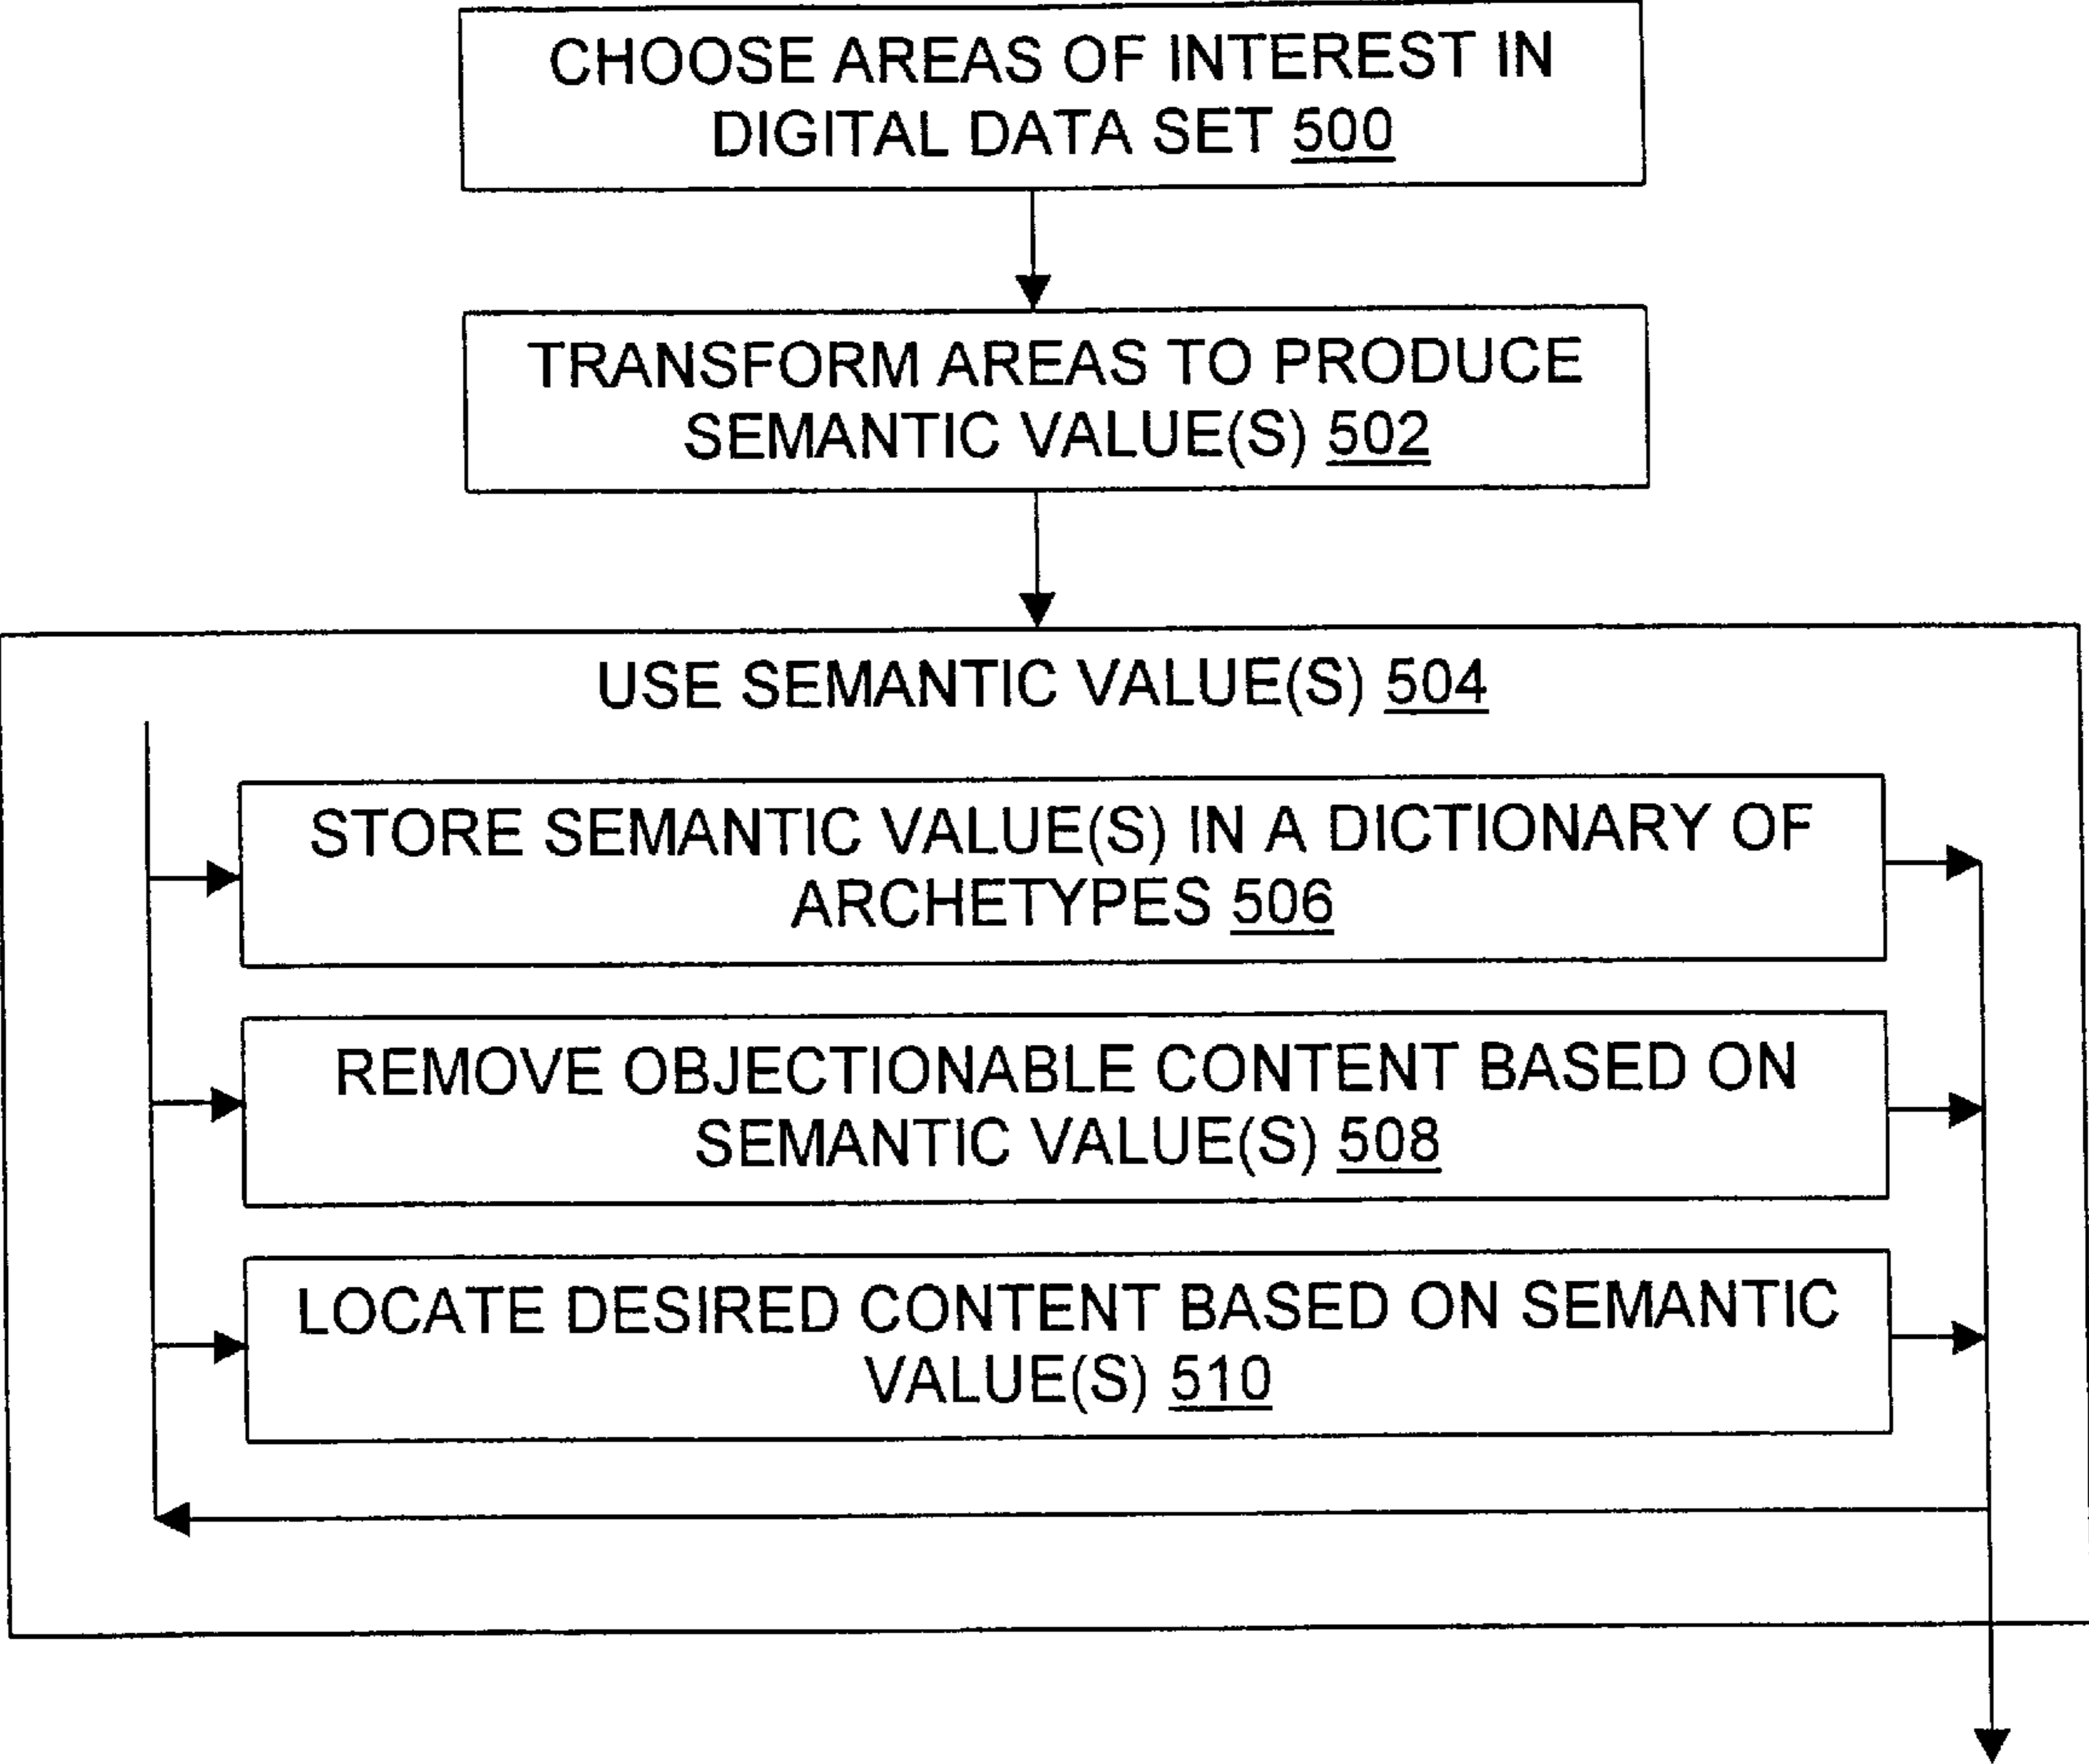 CHOOSE AREAS OF INTEREST IN
DIGITAL DATA SET 500
TRANSFORM AREAS TO PRODUCE
SEMANTIC VALUE(S) 502
USE SEMANTIC VALUE(S) 504
STORE SEMANTIC VALUE(S) IN A DICTIONARY OF
ARCHETYPES 506
REMOVE OBJECTIONABLE CONTENT BASED ON
SEMANTIC VALUE(S) 508
LOCATE DESIRED CONTENT BASED ON SEMANTIC
VALUE(S) 510